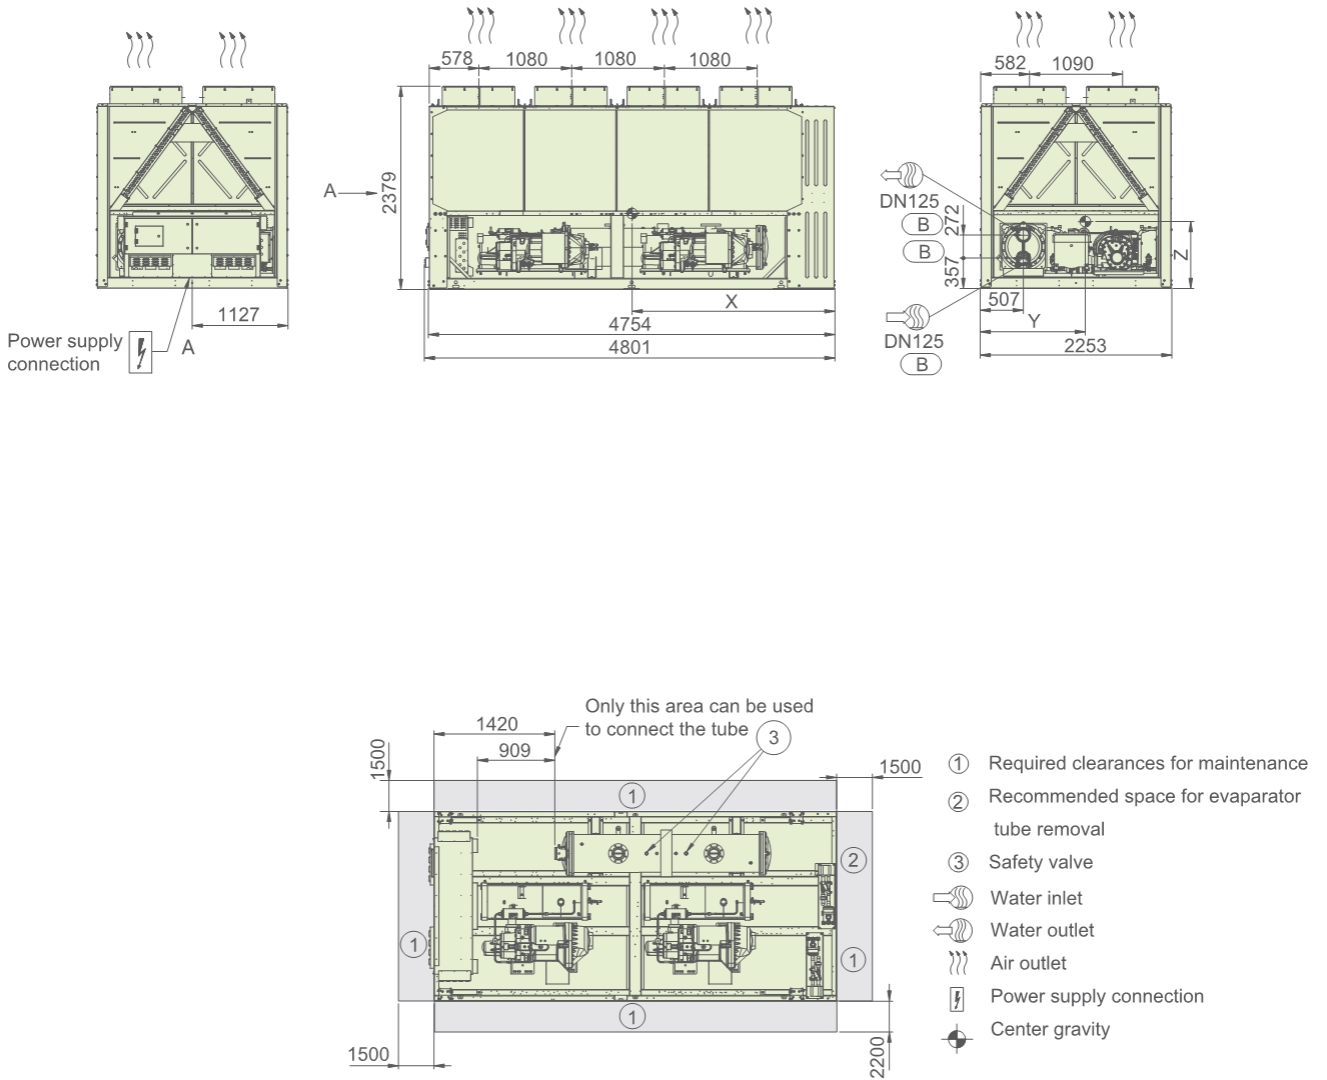 578
1080
1080
1080
582
1090
A
2379
DN125
B
272
B
357
Z
507
1127
X
Y
4754
DN125
2253
Power supply
connection
A
4801
B
Only this area can be used
to connect the tube
3
1420
909
1500
1500
1
2
1
1
1
1500
2200
1 Required clearances for maintenance
2 Recommended space for evaparator
tube removal
3 Safety valve
Water inlet
Water outlet
Air outlet
Power supply connection
Center gravity